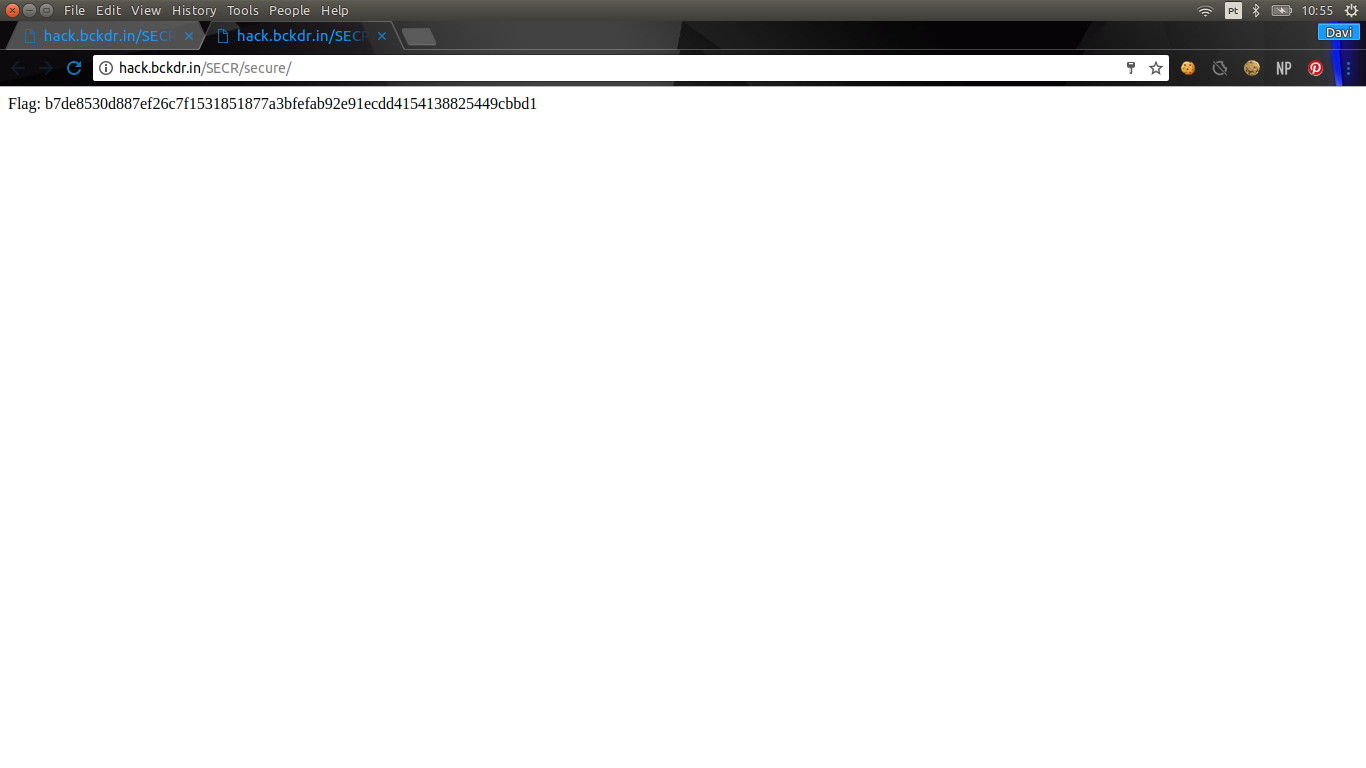 File Edit View History Tools People Help
Pt
10:55
hack.bckdr.in/SECR
hack.bckdr.in/SECR
Davi
hack.bckdr.in/SECR/secure/
NP
Flag: b7de8530d887ef26c7f1531851877a3bfefab92e91ecdd4154138825449cbbd1